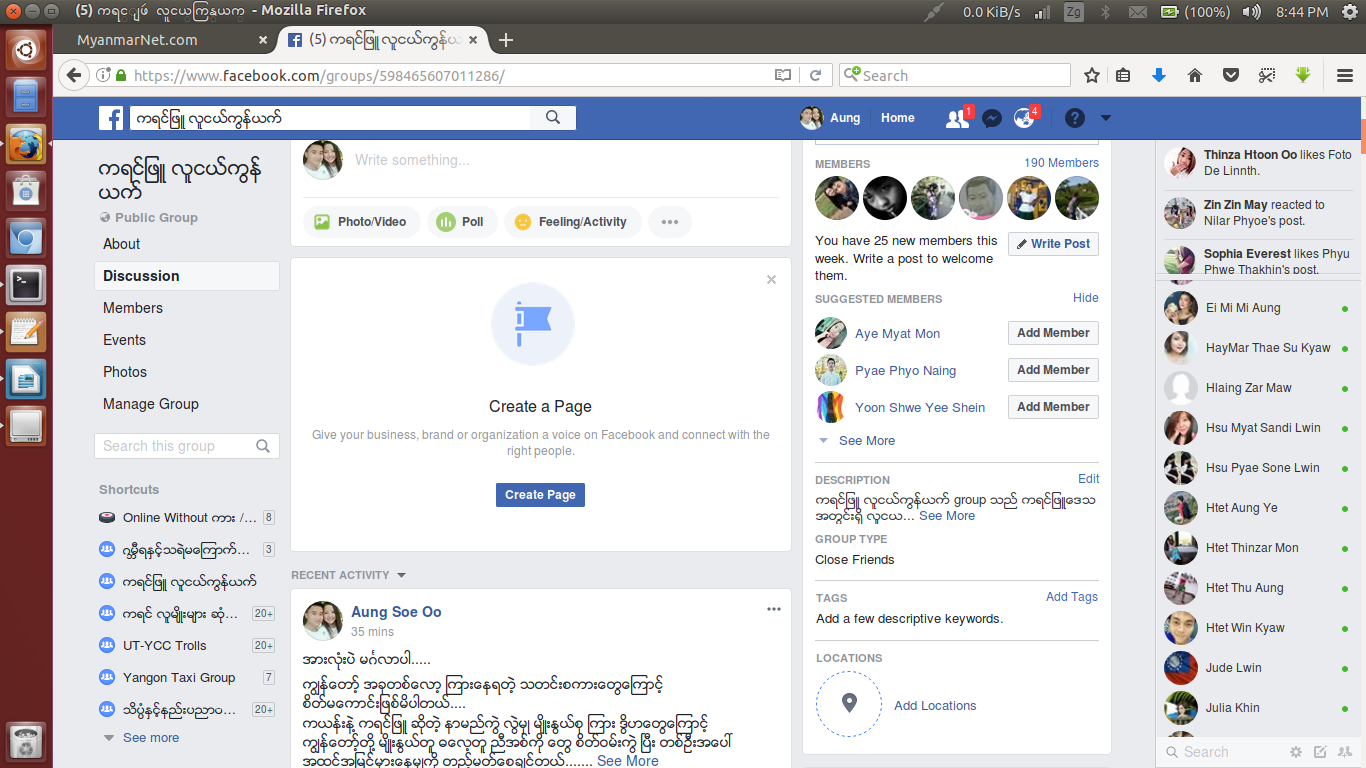 (5) ကရင်ဖြူ လူငယ်ကွန်ယက် - Mozilla Firefox
0.0 KiB/s
Zg
(100%)
8:44 PM
MyanmarNet.com
(5) ကရင်ဖြူ လူငယ်ကွန်ယ
https://www.facebook.com/groups/598465607011286/
Search
ကရင်ဖြူ လူငယ်ကွန်ယက်
Aung
Home
1
4
ကရင်ဖြူ လူငယ်ကွန်
ယက်
Public Group
About
Discussion
Members
Events
Photos
Manage Group
Search this group
Shortcuts
Online Without ကား /... 8
ဂျွှီရနှင့်သရဲမကြောက်... 3
ကရင်ဖြူ လူငယ်ကွန်ယက်
ကရင် လူမျိုးများ ဆုံ... 20+
UT-YCC Trolls 20+
Yangon Taxi Group 7
သိပ္ပံနှင့်နည်းပညာဝ... 20+
See more
Write something...
Photo/Video
Poll
Feeling/Activity
Create a Page
Give your business, brand or organization a voice on Facebook and connect with the
right people.
Create Page
RECENT ACTIVITY
Aung Soe Oo
35 mins
အားလုံးပဲ မင်္ဂလာပါ.....
ကျွန်တော့် အခုတစ်လော့ ကြားနေရတဲ့ သတင်းစကားတွေကြောင့်
စိတ်မကောင်းဖြစ်မိပါတယ်....
ကယန်းနဲ့ ကရင်ဖြူ ဆိုတဲ့ နာမည်ကွဲ လွဲမှု မျိုးနွယ်စု ကြား ဒွိဟတွေကြောင့်
ကျွန်တော့်တို့ မျိုးနွယ်တူ ဓလေ့တူ ညီအစ်ကို တွေ စိတ်ဝမ်းကွဲ ပြီး တစ်ဦးအပေါ်
အထင်အမြင်မှားနေမှုကို တည့်မတ်စေချင်တယ်....... See More
MEMBERS
190 Members
You have 25 new members this
week. Write a post to welcome
them.
Write Post
SUGGESTED MEMBERS
Hide
Aye Myat Mon
Add Member
Pyae Phyo Naing
Add Member
Yoon Shwe Yee Shein
Add Member
See More
DESCRIPTION
Edit
ကရင်ဖြူ လူငယ်ကွန်ယက် group သည် ကရင်ဖြူဒေသ
အတွင်းရှိ လူငယ... See More
GROUP TYPE
Close Friends
TAGS
Add Tags
Add a few descriptive keywords.
LOCATIONS
Add Locations
Thinza Htoon Oo likes Foto
De Linnth.
Zin Zin May reacted to
Nilar Phyoe's post.
Sophia Everest likes Phyu
Phwe Thakhin's post.
Ei Mi Mi Aung
HayMar Thae Su Kyaw
Hlaing Zar Maw
Hsu Myat Sandi Lwin
Hsu Pyae Sone Lwin
Htet Aung Ye
Htet Thinzar Mon
Htet Thu Aung
Htet Win Kyaw
Jude Lwin
Julia Khin
Search